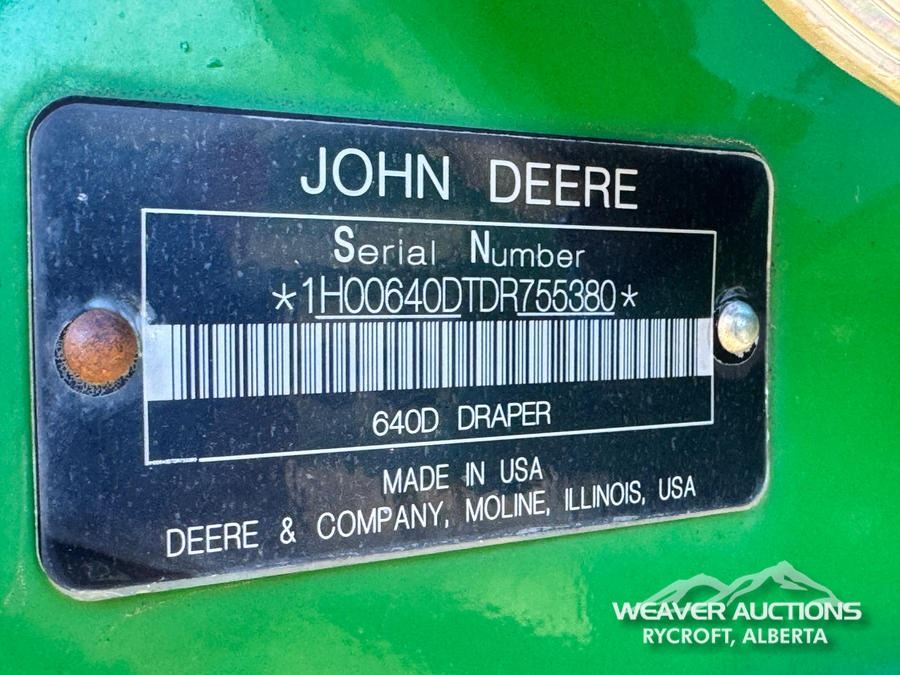 JOHN DEERE
Serial Number
*1H00640DTDR755380*
640D DRAPER
MADE IN USA
DEERE & COMPANY, MOLINE, ILLINOIS, USA
WEAVER AUCTIONS
RYCROFT, ALBERTA